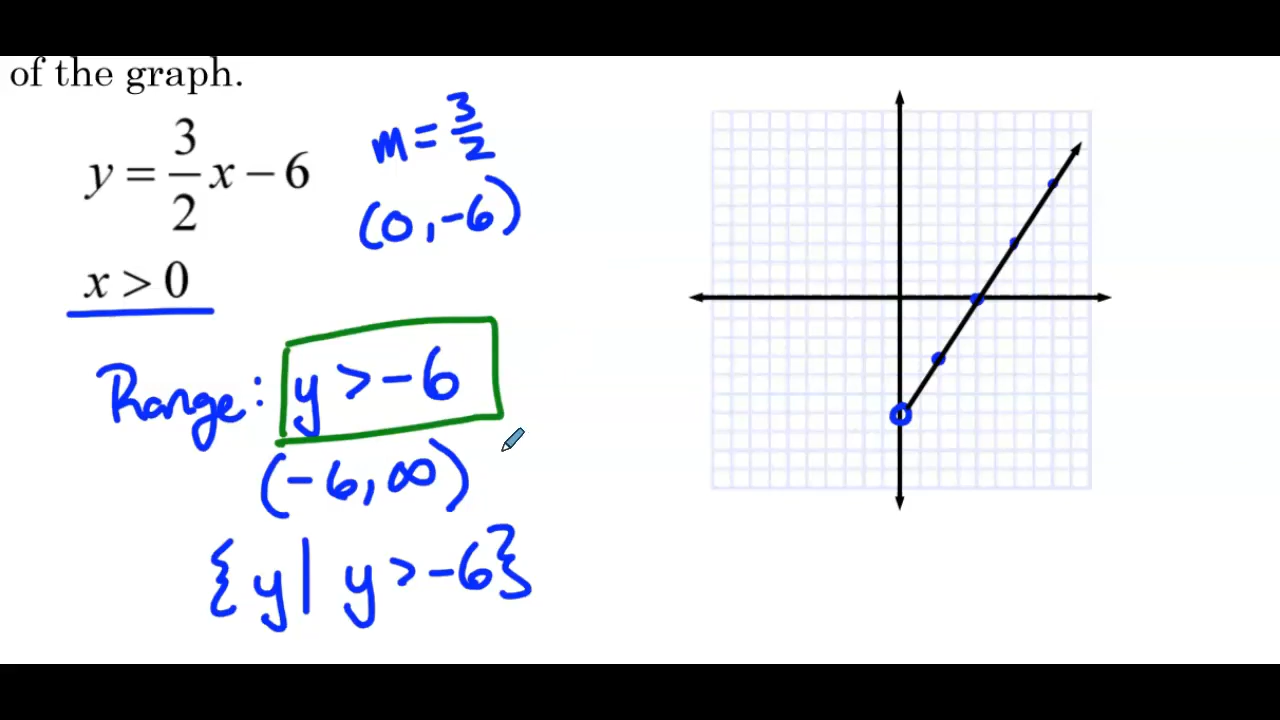 of the graph.
y = 3/2 x − 6
m = 3/2
(0, -6)
x > 0
Range: y > -6
(-6, ∞)
{y | y > -6}